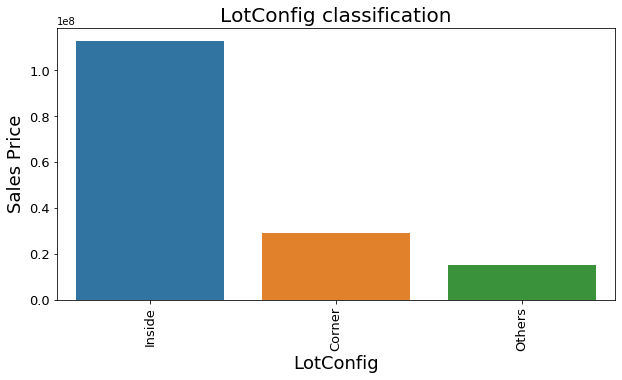 LotConfig classification
1e8
Sales Price
1.0
0.8
0.6
0.4
0.2
0.0
Inside
Corner
Others
LotConfig